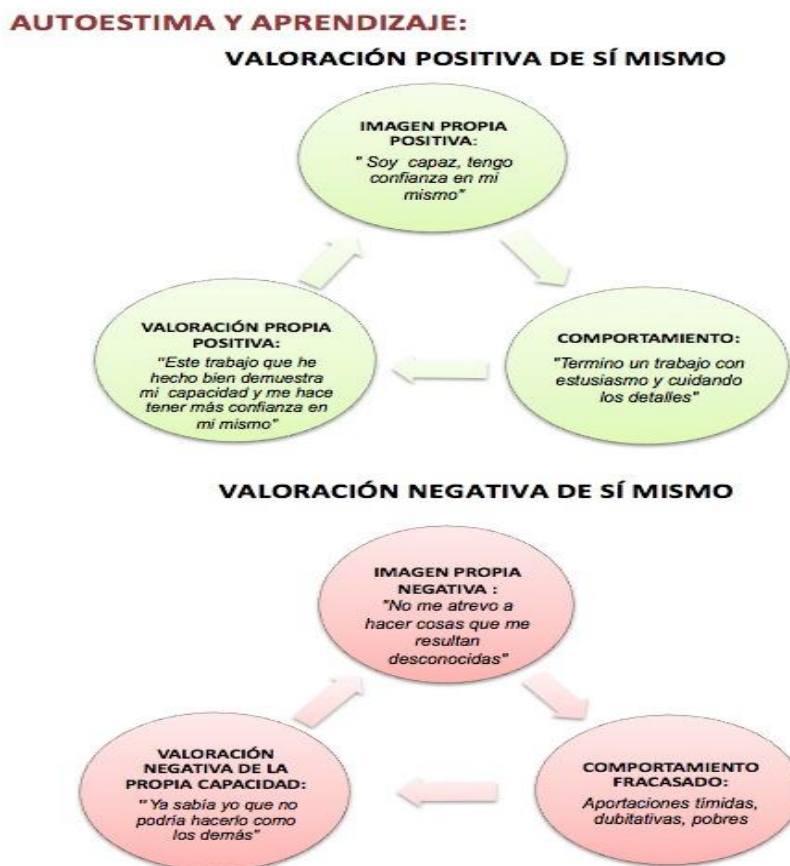 AUTOESTIMA Y APRENDIZAJE:
VALORACIÓN POSITIVA DE SÍ MISMO
IMAGEN PROPIA
POSITIVA:
" Soy capaz, tengo
confianza en mi
mismo"
VALORACIÓN PROPIA
POSITIVA:
"Este trabajo que he
hecho bien demuestra
mi capacidad y me hace
tener más confianza en
mi mismo"
COMPORTAMIENTO:
"Termino un trabajo con
estusiasmo y cuidando
los detalles"
VALORACIÓN NEGATIVA DE SÍ MISMO
IMAGEN PROPIA
NEGATIVA :
"No me atrevo a
hacer cosas que me
resultan
desconocidas"
VALORACIÓN
NEGATIVA DE LA
PROPIA CAPACIDAD:
"Ya sabía yo que no
podría hacerlo como
los demás"
COMPORTAMIENTO
FRACASADO:
Aportaciones tímidas,
dubitativas, pobres